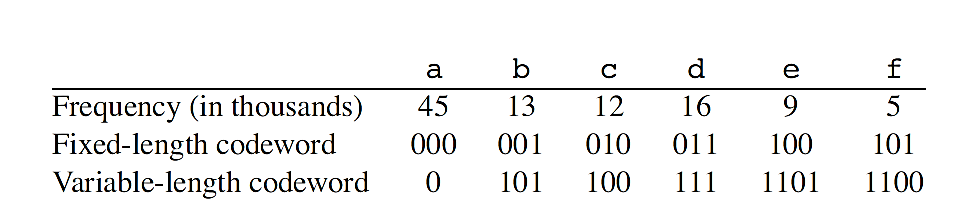 a b c d e f
Frequency (in thousands) 45 13 12 16 9 5
Fixed-length codeword 000 001 010 011 100 101
Variable-length codeword 0 101 100 111 1101 1100